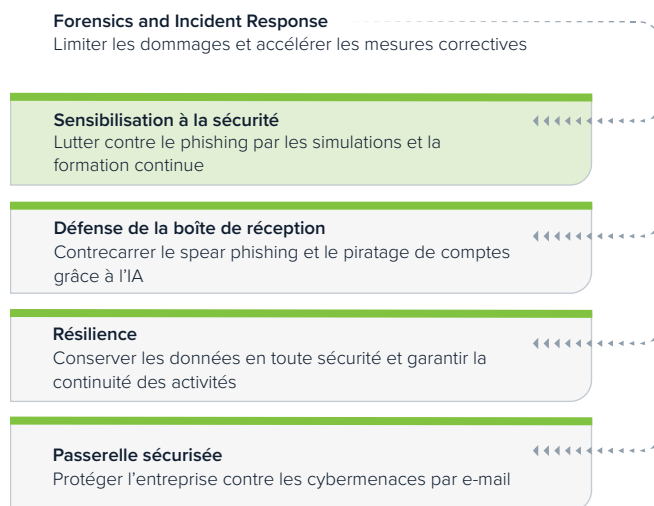 Forensics and Incident Response
Limiter les dommages et accélérer les mesures correctives
Sensibilisation à la sécurité
Lutter contre le phishing par les simulations et la
formation continue
Défense de la boîte de réception
Contrecarrer le spear phishing et le piratage de comptes
grâce à l’IA
Résilience
Conserver les données en toute sécurité et garantir la
continuité des activités
Passerelle sécurisée
Protéger l’entreprise contre les cybermenaces par e-mail